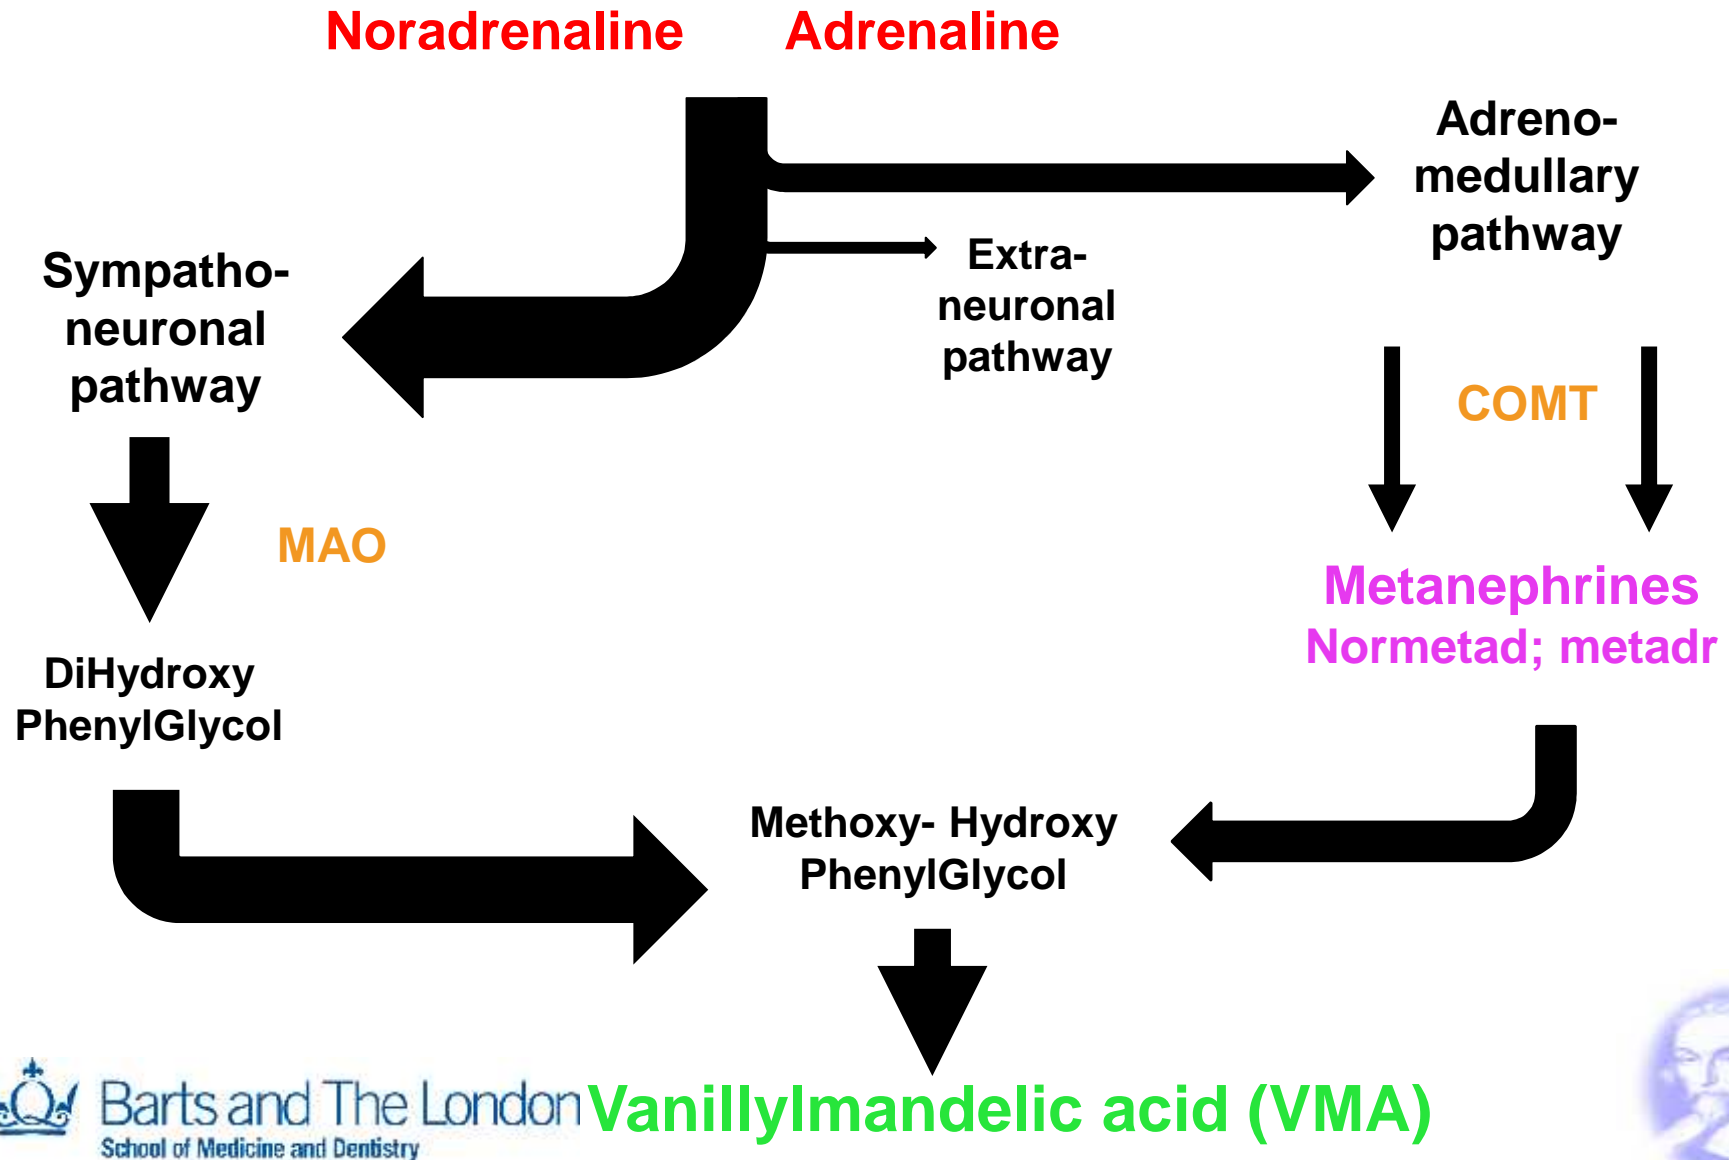 Noradrenaline Adrenaline
Adreno-
medullary
pathway
Sympatho-
neuronal
pathway
Extra-
neuronal
pathway
COMT
MAO
Metanephrines
Normetad; metadr
DiHydroxy
PhenylGlycol
Methoxy- Hydroxy
PhenylGlycol
Vanillylmandelic acid (VMA)
Barts and The London
School of Medicine and Dentistry